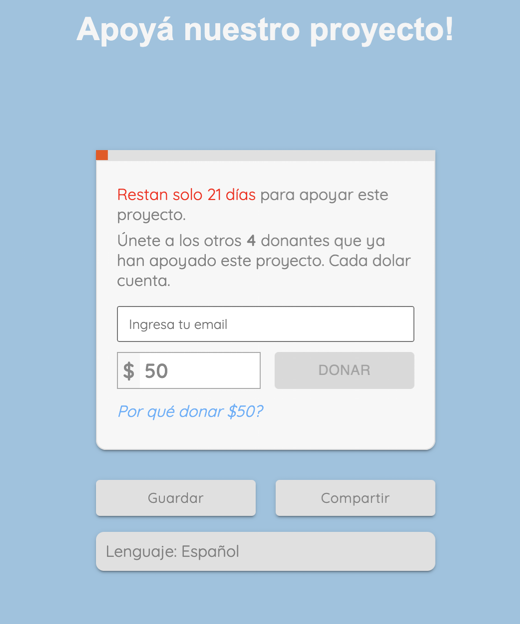 Apoyá nuestro proyecto!
Restan solo 21 días para apoyar este
proyecto.
Únete a los otros 4 donantes que ya
han apoyado este proyecto. Cada dolar
cuenta.
Ingresa tu email
$ 50
DONAR
Por qué donar $50?
Guardar
Compartir
Lenguaje: Español